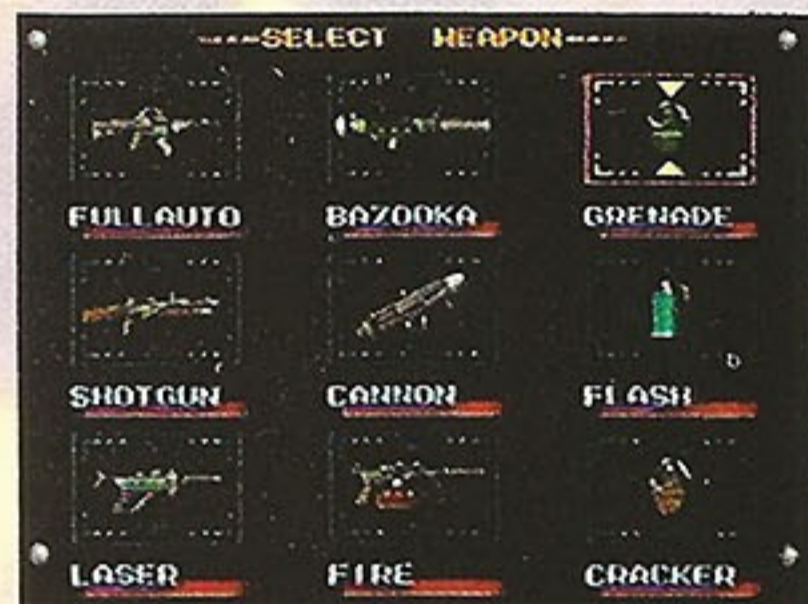 SELECT WEAPON
FULLAUTO BAZOOKA GRENADE
SHOTGUN CANNON FLASH
LASER FIRE CRACKER